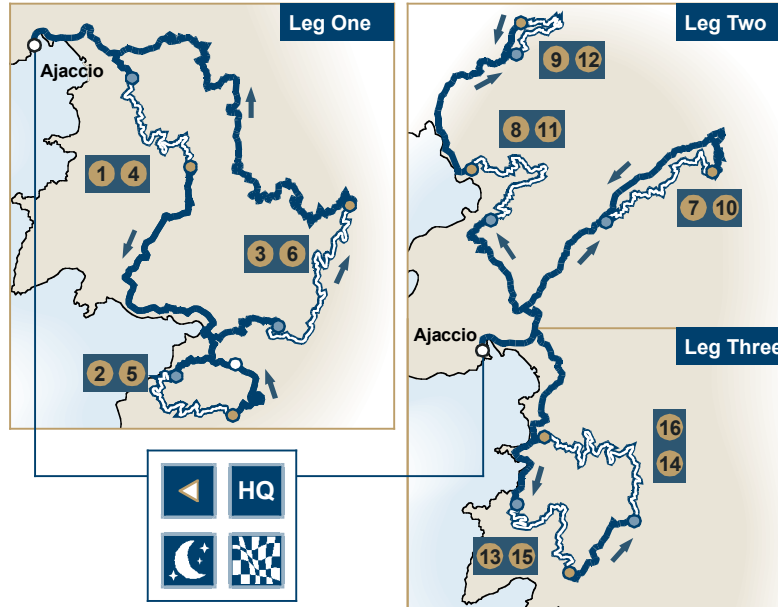 Leg One
Ajaccio
1 4
3 6
2 5
Leg Two
9 12
8 11
7 10
Ajaccio
Leg Three
16
14
13 15
HQ